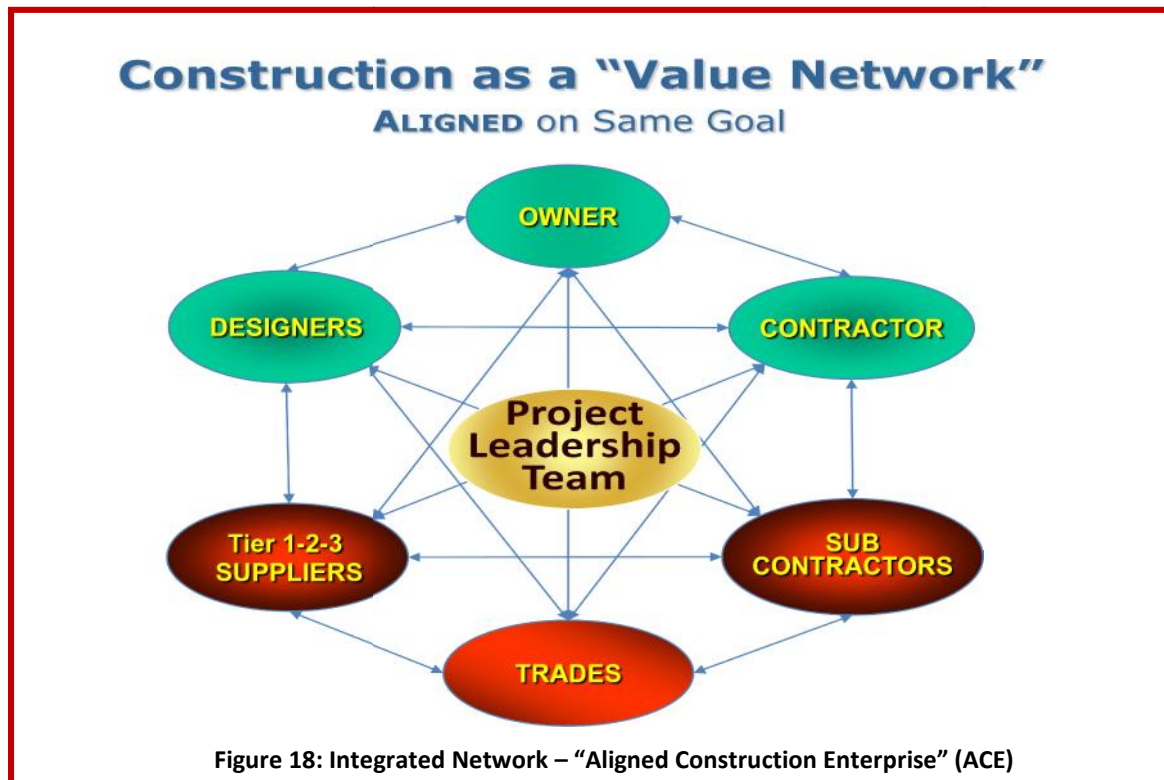 Construction as a “Value Network”
ALIGNED on Same Goal
OWNER
DESIGNERS
CONTRACTOR
Project
Leadership
Team
Tier 1-2-3
SUPPLIERS
SUB
CONTRACTORS
TRADES
Figure 18: Integrated Network – “Aligned Construction Enterprise” (ACE)